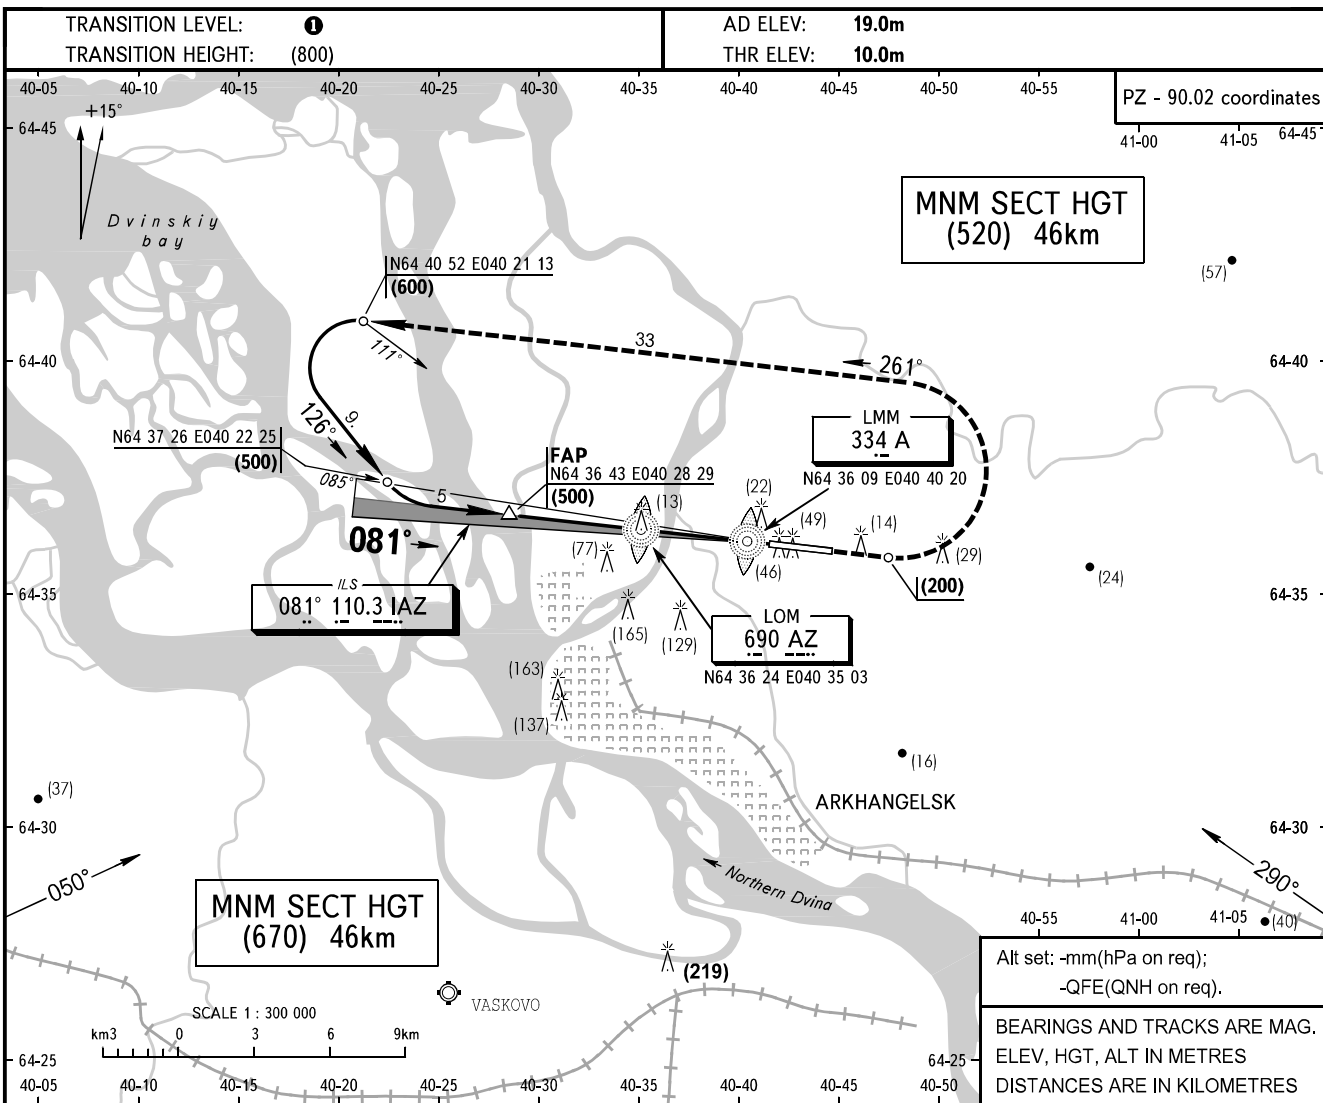 TRANSITION LEVEL: ❶
TRANSITION HEIGHT: (800)
AD ELEV: 19.0m
THR ELEV: 10.0m
40-05 40-10 40-15 40-20 40-25 40-30 40-35 40-40 40-45 40-50 40-55
PZ - 90.02 coordinates
+15°
64-45
41-00 41-05 64-45
MNM SECT HGT
(520) 46km
Dvinskiy
bay
N64 40 52 E040 21 13
(600)
(57)
111°
33
261°
64-40
64-40
9.
126°
LMM
334 A
N64 36 09 E040 40 20
N64 37 26 E040 22 25
(500)
085°
5
FAP
N64 36 43 E040 28 29
(500)
(13)
(22)
(49)
(14)
(29)
081°
(77)
(46)
(24)
(200)
ILS
081° 110.3 IAZ
64-35
64-35
(165)
(129)
LOM
690 AZ
N64 36 24 E040 35 03
(163)
(137)
(16)
(37)
ARKHANGELSK
64-30
64-30
050°
290°
Northern Dvina
MNM SECT HGT
(670) 46km
40-55 41-00 41-05
(40)
(219)
VASKOVO
Alt set: -mm(hPa on req);
-QFE(QNH on req).
SCALE 1 : 300 000
km3 0 3 6 9km
BEARINGS AND TRACKS ARE MAG.
ELEV, HGT, ALT IN METRES
DISTANCES ARE IN KILOMETRES
64-25
64-25
40-05 40-10 40-15 40-20 40-25 40-30 40-35 40-40 40-45 40-50